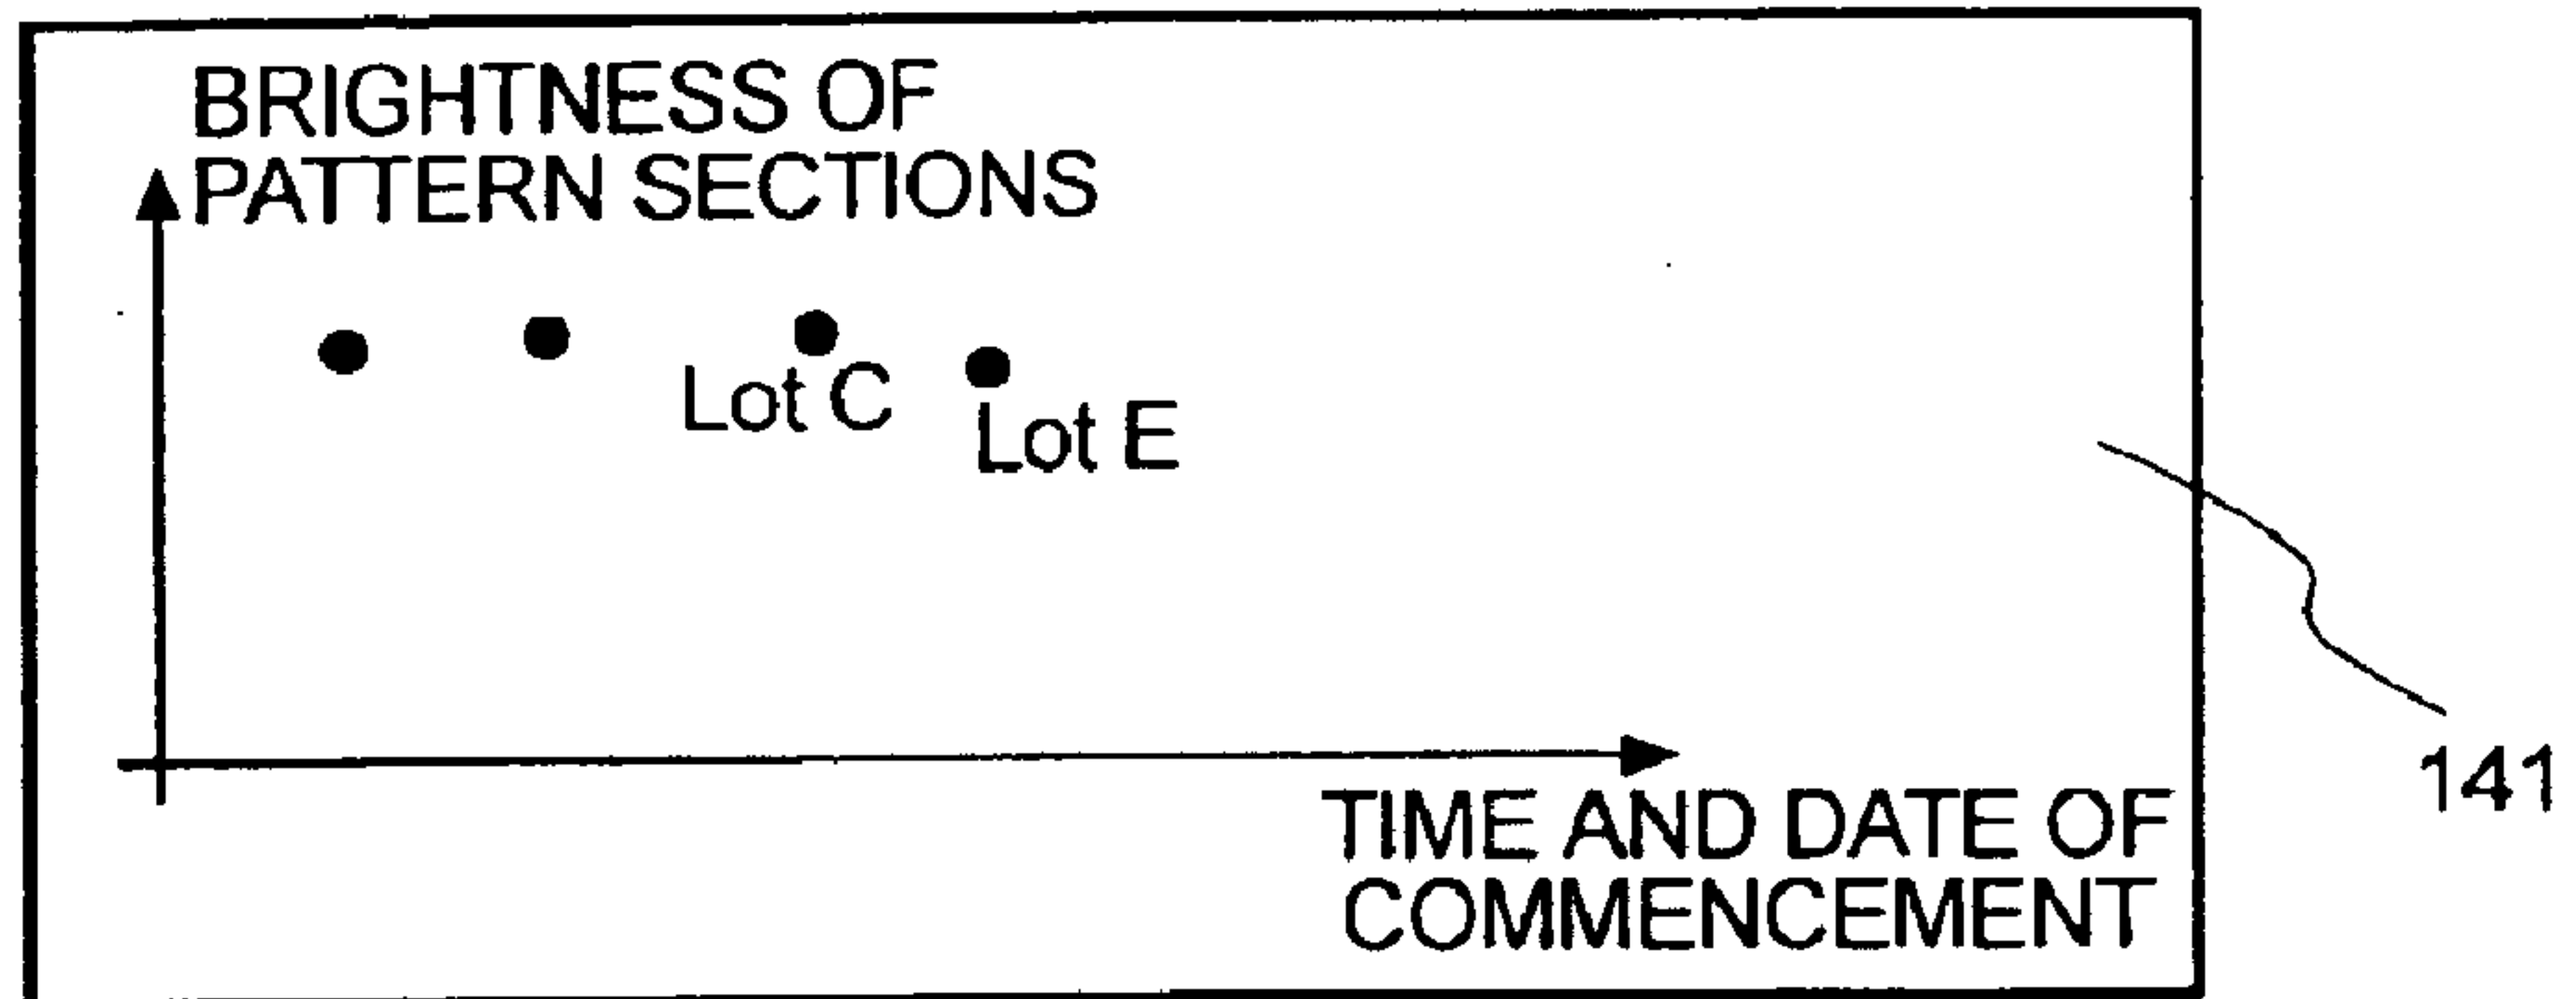 BRIGHTNESS OF
PATTERN SECTIONS
Lot C
Lot E
TIME AND DATE OF
COMMENCEMENT
141